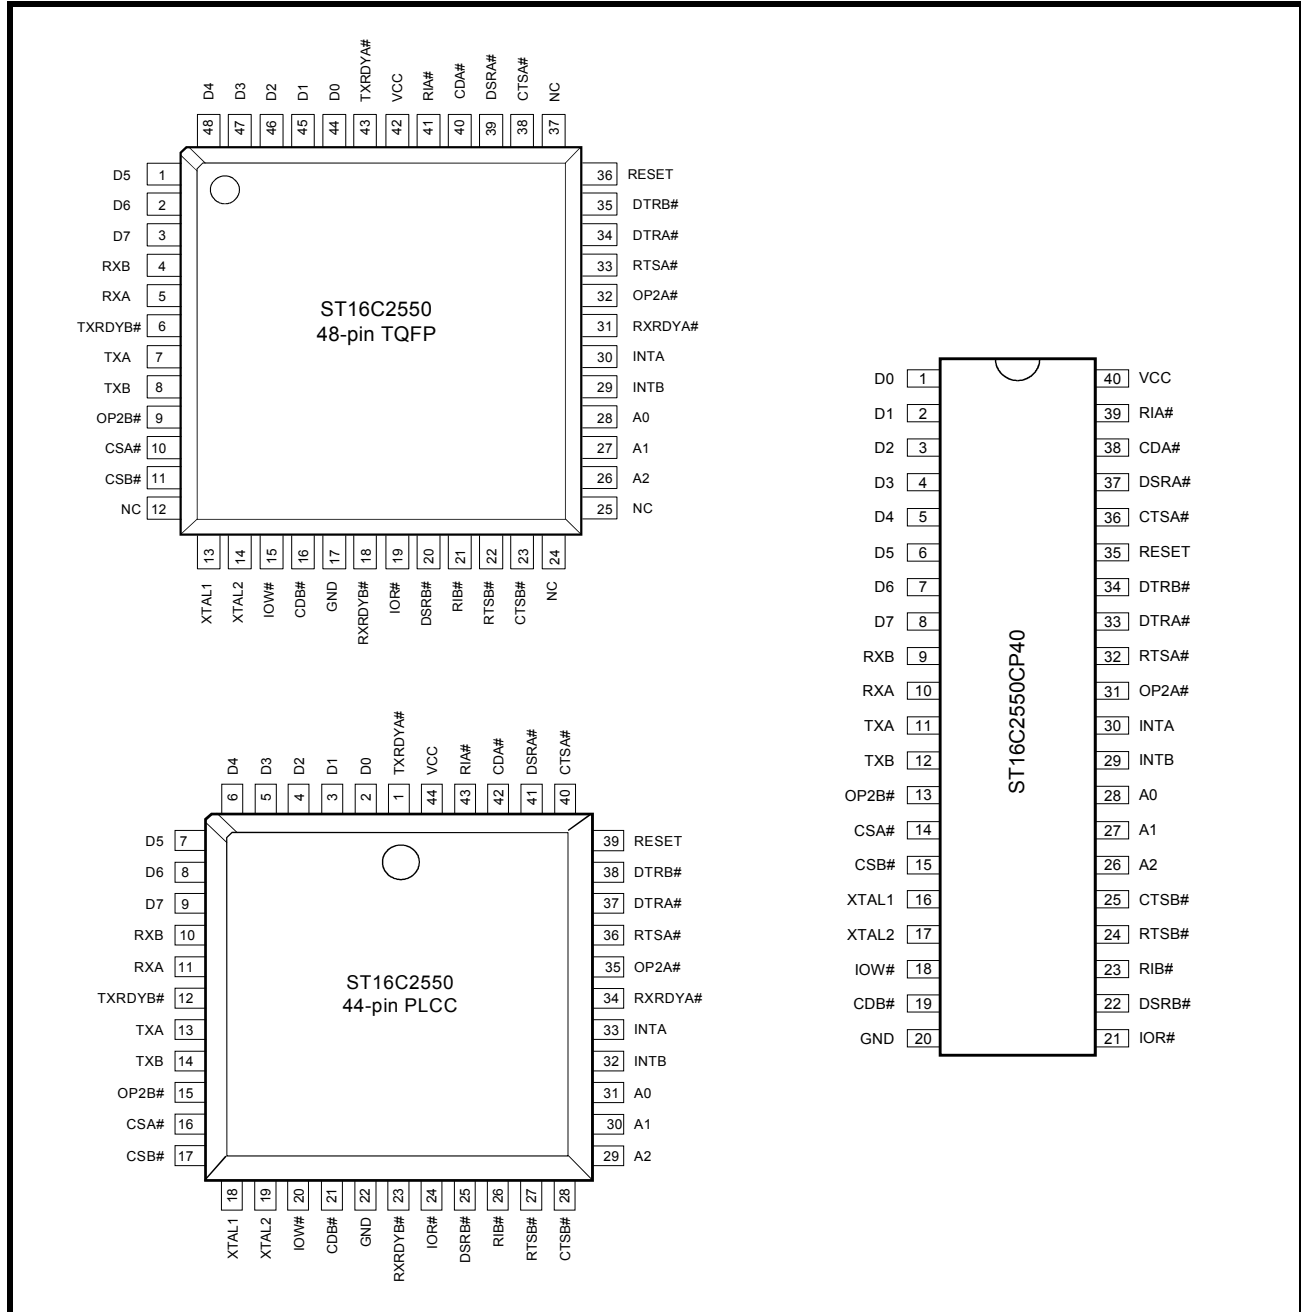 D4 D3 D2 D1 D0 TXRDYA# VCC RIA# CDA# DSRA# CTSA# NC
48 47 46 45 44 43 42 41 40 39 38 37
D5 1 36 RESET
D6 2 35 DTRB#
D7 3 34 DTRA#
RXB 4 33 RTSA#
RXA 5 32 OP2A#
TXRDYB# 6 31 RXRDYA#
TXA 7 30 INTA
TXB 8 29 INTB
OP2B# 9 28 A0
CSA# 10 27 A1
CSB# 11 26 A2
NC 12 25 NC
ST16C2550
48-pin TQFP
13 14 15 16 17 18 19 20 21 22 23 24
XTAL1 XTAL2 IOW# CDB# GND RXRDYB# IOR# DSRB# RIB# RTSB# CTSB# NC
D4 D3 D2 D1 D0 TXRDYA# VCC RIA# CDA# DSRA# CTSA#
6 5 4 3 2 1 44 43 42 41 40
D5 7 39 RESET
D6 8 38 DTRB#
D7 9 37 DTRA#
RXB 10 36 RTSA#
RXA 11 35 OP2A#
TXRDYB# 12 34 RXRDYA#
TXA 13 33 INTA
TXB 14 32 INTB
OP2B# 15 31 A0
CSA# 16 30 A1
CSB# 17 29 A2
ST16C2550
44-pin PLCC
18 19 20 21 22 23 24 25 26 27 28
XTAL1 XTAL2 IOW# CDB# GND RXRDYB# IOR# DSRB# RIB# RTSB# CTSB#
D0 1 40 VCC
D1 2 39 RIA#
D2 3 38 CDA#
D3 4 37 DSRA#
D4 5 36 CTSA#
D5 6 35 RESET
D6 7 34 DTRB#
D7 8 33 DTRA#
RXB 9 32 RTSA#
RXA 10 31 OP2A#
TXA 11 30 INTA
TXB 12 29 INTB
OP2B# 13 28 A0
CSA# 14 27 A1
CSB# 15 26 A2
XTAL1 16 25 CTSB#
XTAL2 17 24 RTSB#
IOW# 18 23 RIB#
CDB# 19 22 DSRB#
GND 20 21 IOR#
ST16C2550CP40